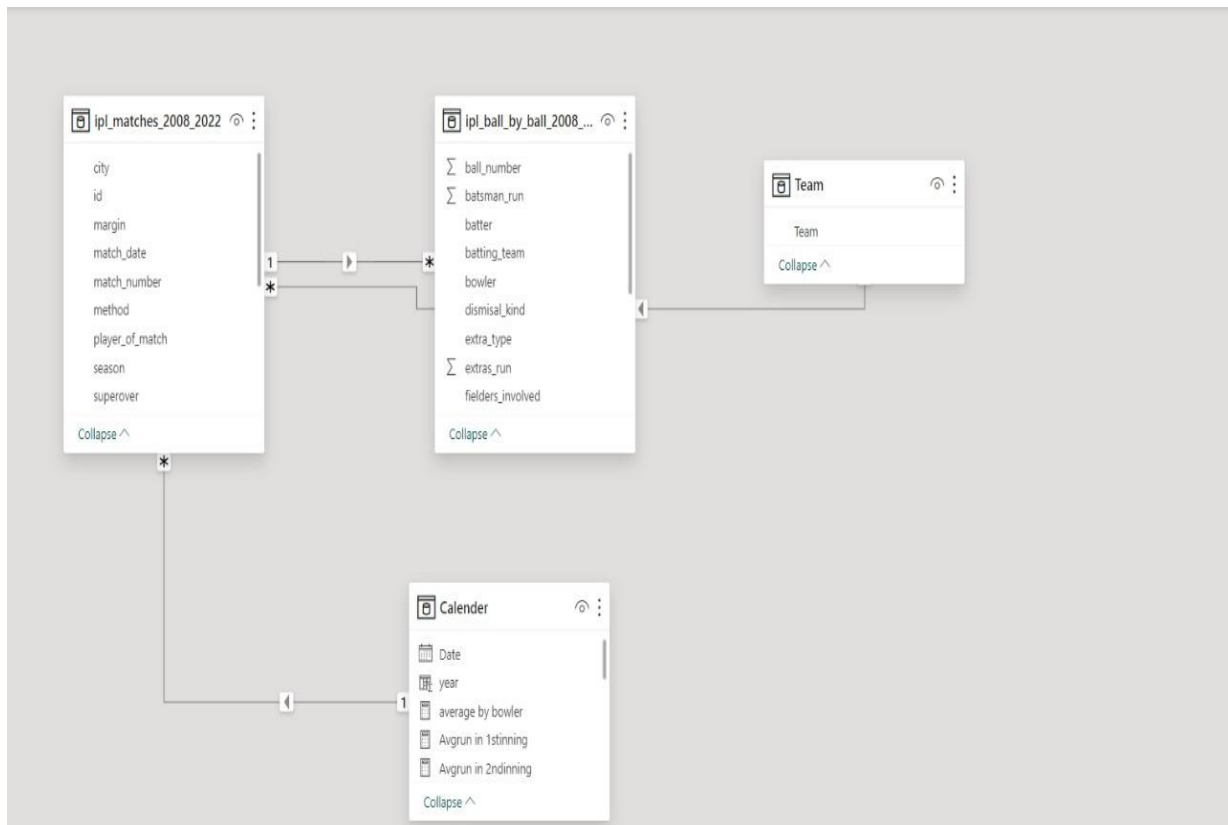 ipl_matches_2008_2022
city
id
margin
match_date
match_number
method
player_of_match
season
superover
Collapse
ipl_ball_by_ball_2008_...
ball_number
batsman_run
batter
batting_team
bowler
dismisal_kind
extra_type
extras_run
fielders_involved
Collapse
Team
Team
Collapse
1
*
*
*
1
Calender
Date
year
average by bowler
Avgrun in 1stinning
Avgrun in 2ndinning
Collapse